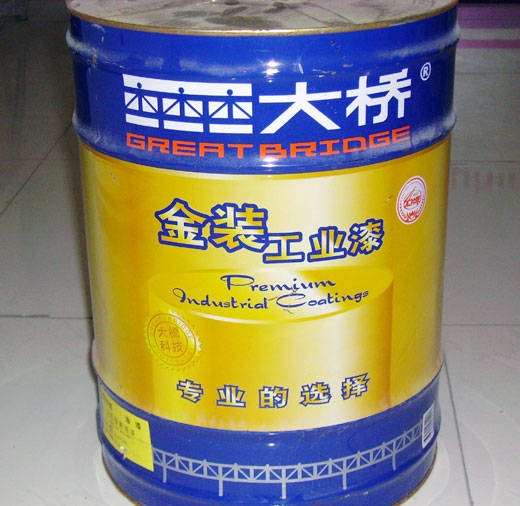 大桥®
GREAT BRIDGE
金装工业漆
Premium
Industrial Coatings
大桥
科技
专业的选择